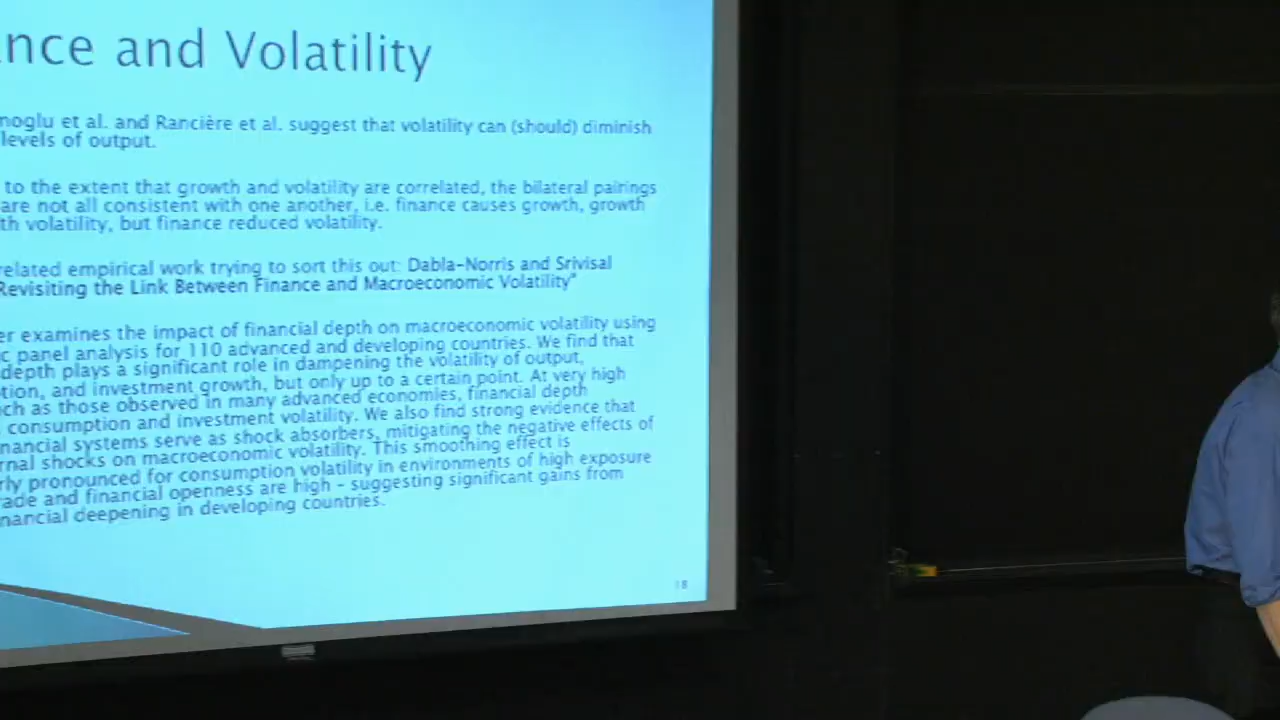 nce and Volatility
noglu et al. and Rancière et al. suggest that volatility can (should) diminish
levels of output.
to the extent that growth and volatility are correlated, the bilateral pairings
are not all consistent with one another, i.e. finance causes growth, growth
th volatility, but finance reduced volatility.
related empirical work trying to sort this out: Dabla-Norris and Srivisal
Revisiting the Link Between Finance and Macroeconomic Volatility"
er examines the impact of financial depth on macroeconomic volatility using
c panel analysis for 110 advanced and developing countries. We find that
depth plays a significant role in dampening the volatility of output,
tion, and investment growth, but only up to a certain point. At very high
ch as those observed in many advanced economies, financial depth
consumption and investment volatility. We also find strong evidence that
nancial systems serve as shock absorbers, mitigating the negative effects of
rnal shocks on macroeconomic volatility. This smoothing effect is
rly pronounced for consumption volatility in environments of high exposure
ade and financial openness are high - suggesting significant gains from
nancial deepening in developing countries.
18